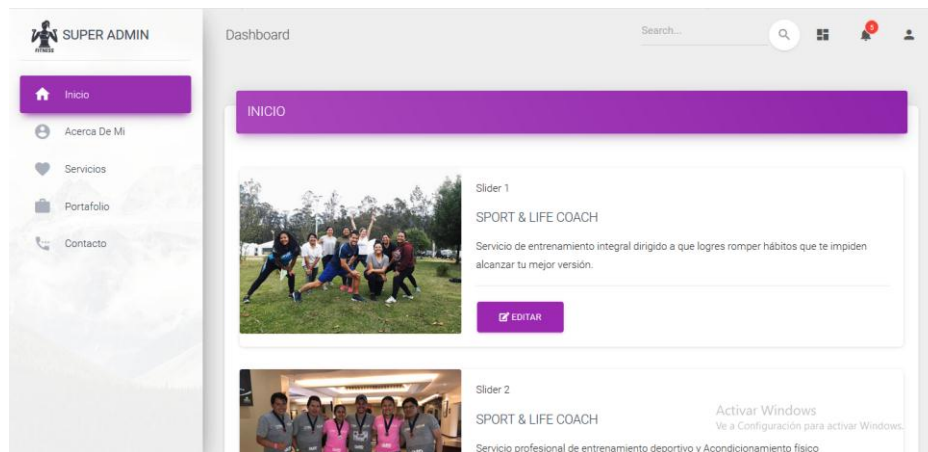 FITNESS
SUPER ADMIN
Inicio
Acerca De Mi
Servicios
Portafolio
Contacto
Dashboard
Search...
5
INICIO
Slider 1
SPORT & LIFE COACH
Servicio de entrenamiento integral dirigido a que logres romper hábitos que te impiden
alcanzar tu mejor versión.
EDITAR
Slider 2
SPORT & LIFE COACH
Servicio profesional de entrenamiento deportivo y Acondicionamiento físico
Activar Windows
Ve a Configuración para activar Windows.